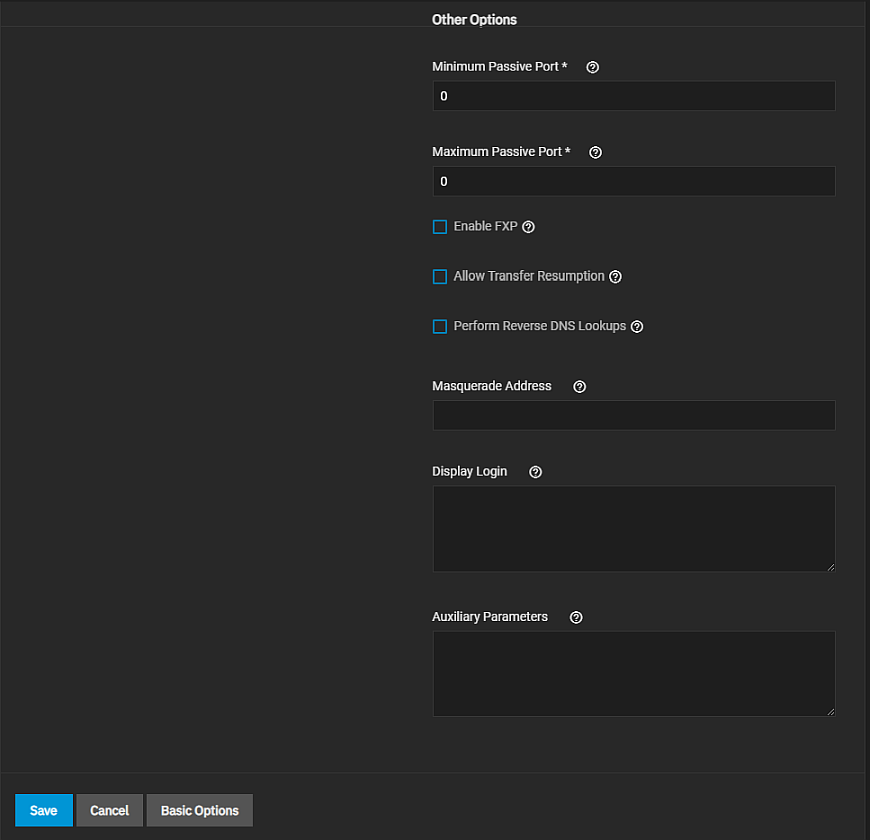 Other Options
Minimum Passive Port *
0
Maximum Passive Port *
0
Enable FXP
Allow Transfer Resumption
Perform Reverse DNS Lookups
Masquerade Address
Display Login
Auxiliary Parameters
Save Cancel Basic Options